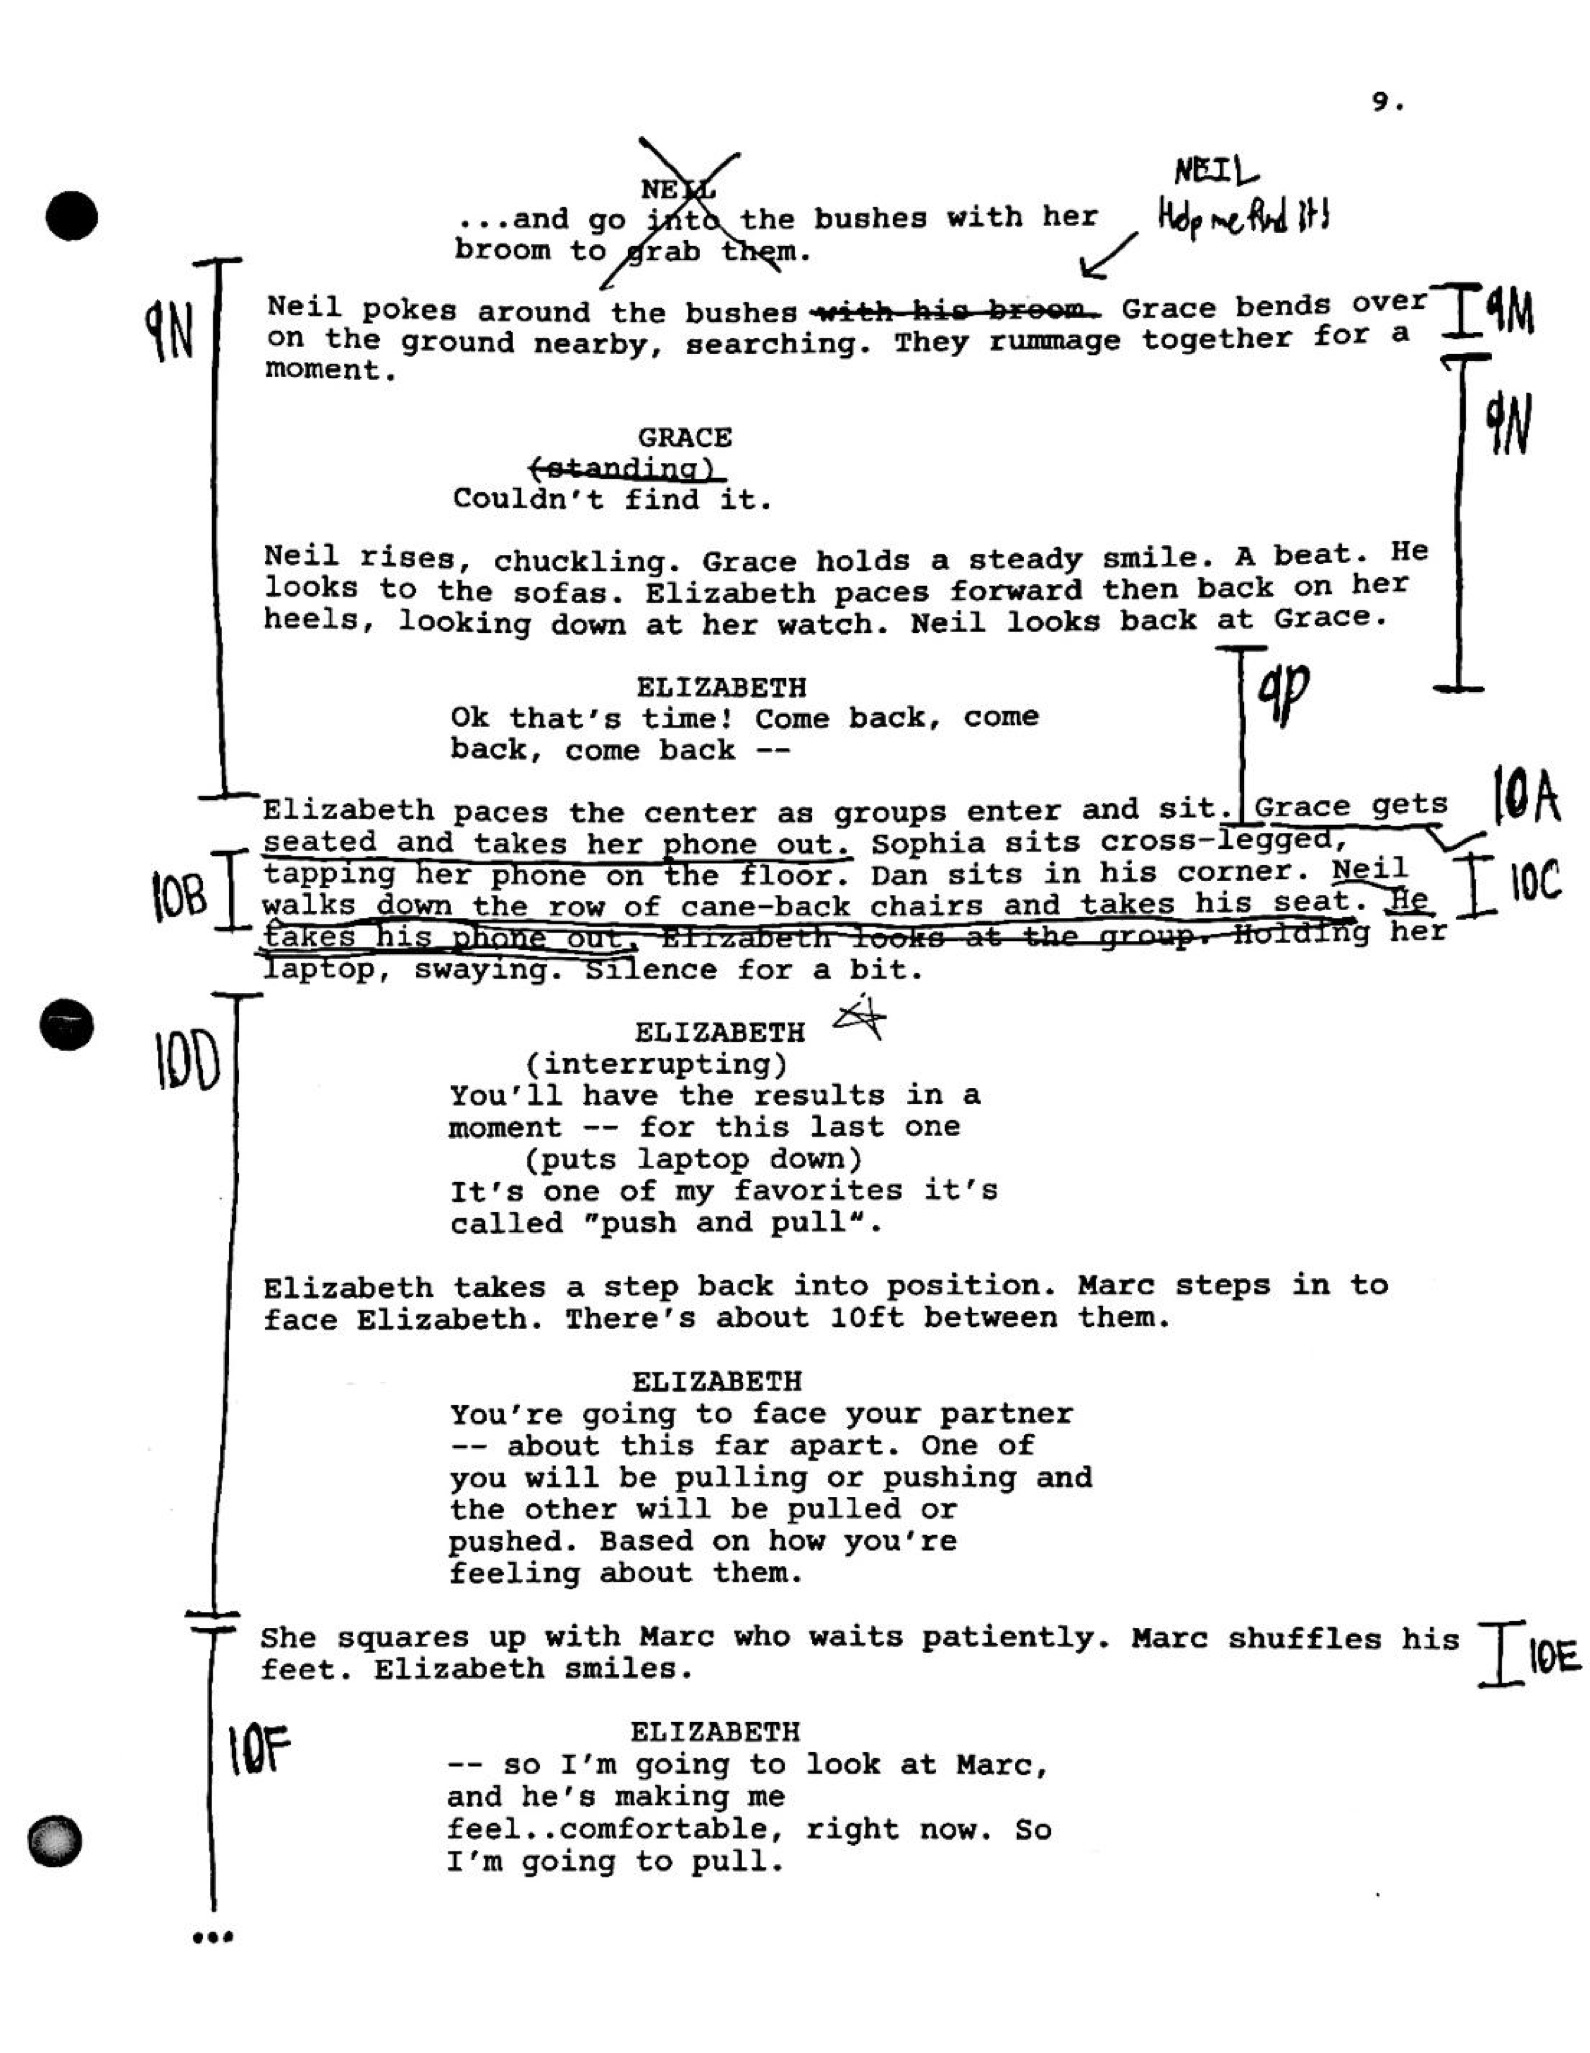 9.
NEIL
NEIL
...and go into the bushes with her
Help me find it!
broom to grab them.
9N
Neil pokes around the bushes with his broom. Grace bends over
9M
on the ground nearby, searching. They rummage together for a
moment.
9N
GRACE
(standing)
Couldn't find it.
Neil rises, chuckling. Grace holds a steady smile. A beat. He
looks to the sofas. Elizabeth paces forward then back on her
heels, looking down at her watch. Neil looks back at Grace.
9P
ELIZABETH
Ok that's time! Come back, come
back, come back --
10A
Elizabeth paces the center as groups enter and sit. Grace gets
seated and takes her phone out. Sophia sits cross-legged,
10B
tapping her phone on the floor. Dan sits in his corner. Neil
10C
walks down the row of cane-back chairs and takes his seat. He
takes his phone out. Elizabeth looks at the group. Holding her
laptop, swaying. Silence for a bit.
10D
ELIZABETH
(interrupting)
You'll have the results in a
moment -- for this last one
(puts laptop down)
It's one of my favorites it's
called "push and pull".
Elizabeth takes a step back into position. Marc steps in to
face Elizabeth. There's about 10ft between them.
ELIZABETH
You're going to face your partner
-- about this far apart. One of
you will be pulling or pushing and
the other will be pulled or
pushed. Based on how you're
feeling about them.
She squares up with Marc who waits patiently. Marc shuffles his
10E
feet. Elizabeth smiles.
10F
ELIZABETH
-- so I'm going to look at Marc,
and he's making me
feel..comfortable, right now. So
I'm going to pull.
...